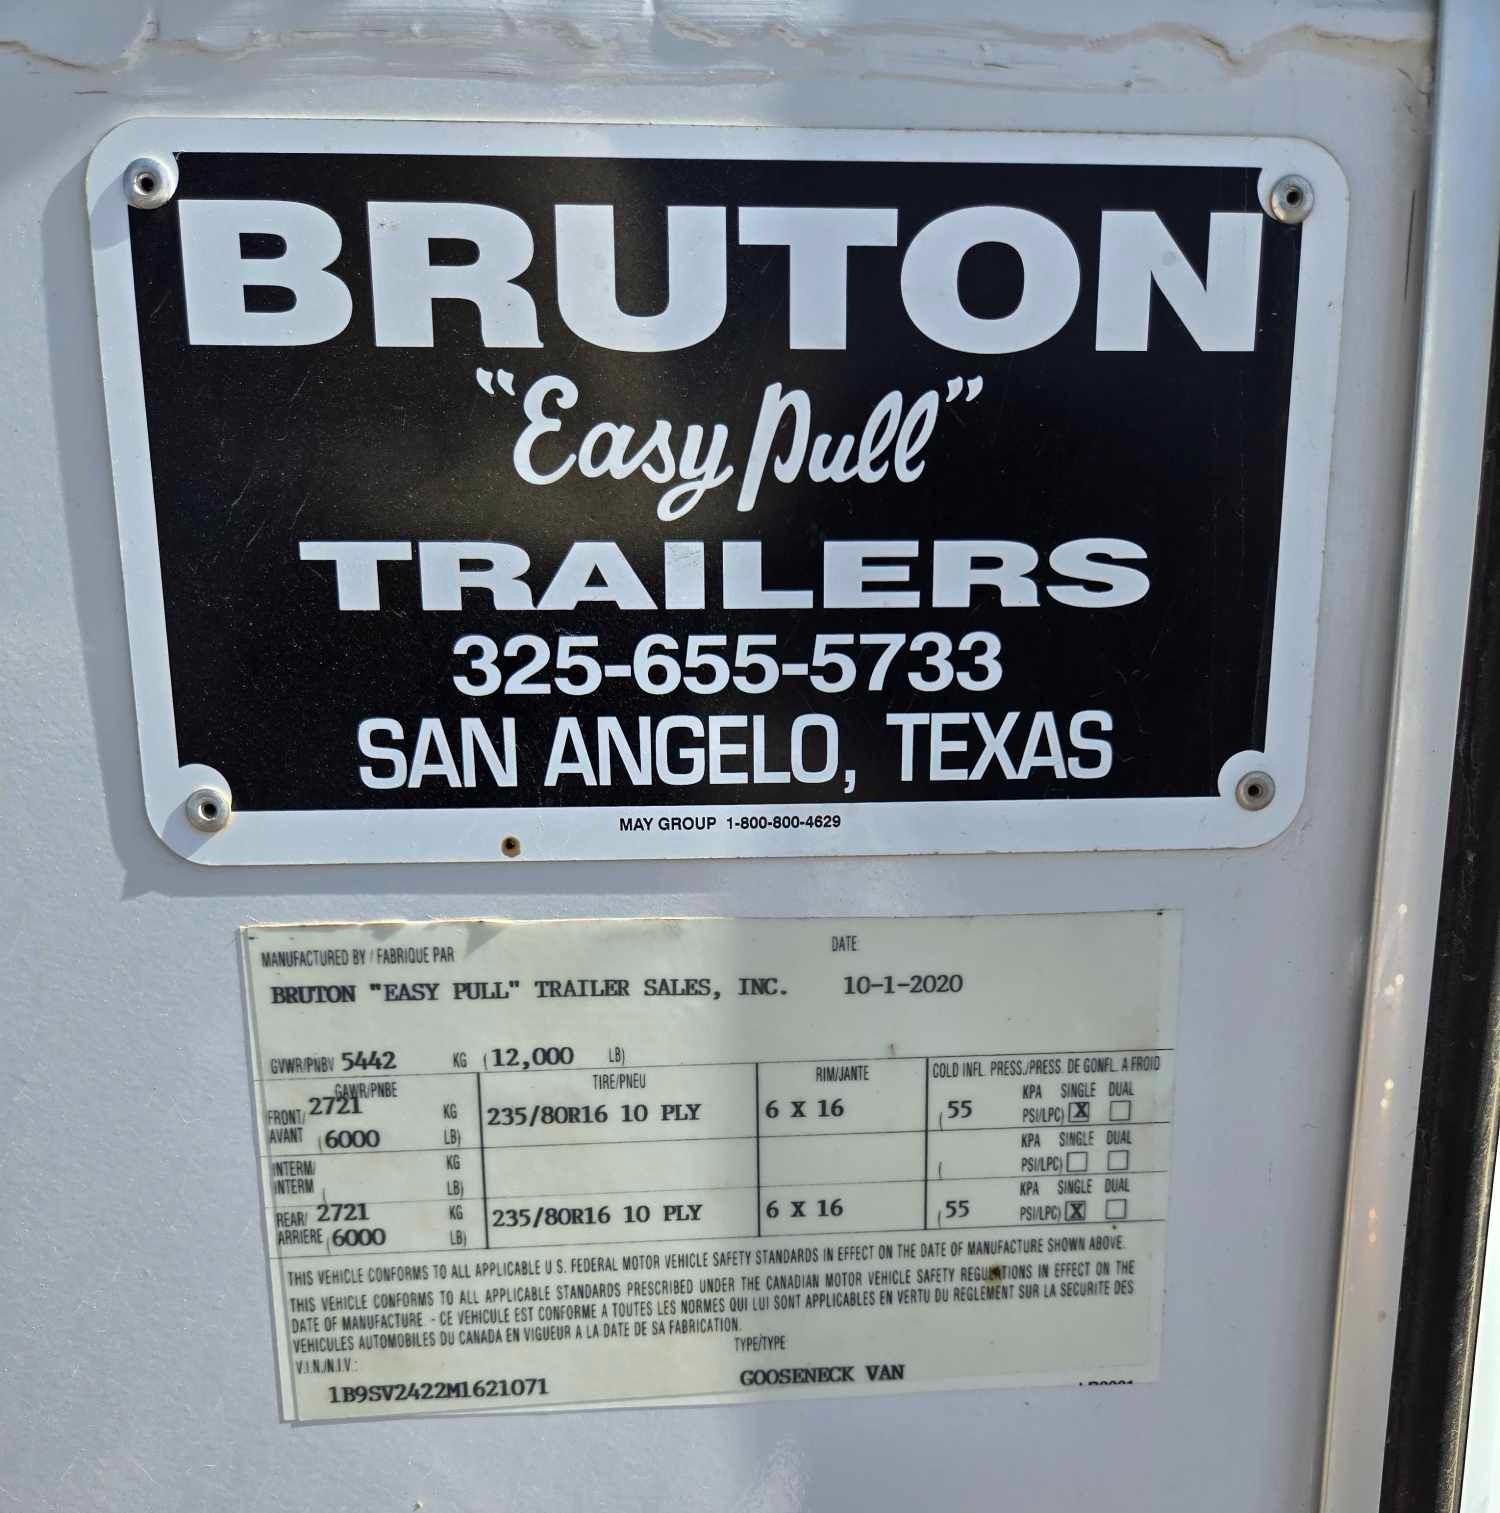 BRUTON
"Easy Pull"
TRAILERS
325-655-5733
SAN ANGELO, TEXAS
MAY GROUP 1-800-800-4629
MANUFACTURED BY / FABRIQUE PAR DATE
BRUTON "EASY PULL" TRAILER SALES, INC. 10-1-2020
GVWR/PNBV 5442 KG (12,000 LB)
GAWR/PNBE TIRE/PNEU RIM/JANTE COLD INFL. PRESS./PRESS. DE GONFL. A FROID
FRONT/ 2721 KG 235/80R16 10 PLY 6 X 16 (55 KPA SINGLE DUAL
AVANT (6000 LB) PSI/LPC) X
INTERM/ KG KPA SINGLE DUAL
INTERM ( LB) ( PSI/LPC)
REAR/ 2721 KG 235/80R16 10 PLY 6 X 16 (55 KPA SINGLE DUAL
ARRIERE (6000 LB) PSI/LPC) X
THIS VEHICLE CONFORMS TO ALL APPLICABLE U.S. FEDERAL MOTOR VEHICLE SAFETY STANDARDS IN EFFECT ON THE DATE OF MANUFACTURE SHOWN ABOVE.
THIS VEHICLE CONFORMS TO ALL APPLICABLE STANDARDS PRESCRIBED UNDER THE CANADIAN MOTOR VEHICLE SAFETY REGULATIONS IN EFFECT ON THE
DATE OF MANUFACTURE. - CE VEHICULE EST CONFORME A TOUTES LES NORMES QUI LUI SONT APPLICABLES EN VERTU DU REGLEMENT SUR LA SECURITE DES
VEHICULES AUTOMOBILES DU CANADA EN VIGUEUR A LA DATE DE SA FABRICATION.
V.I.N./N.I.V.: TYPE/TYPE
1B9SV2422M1621071 GOOSENECK VAN